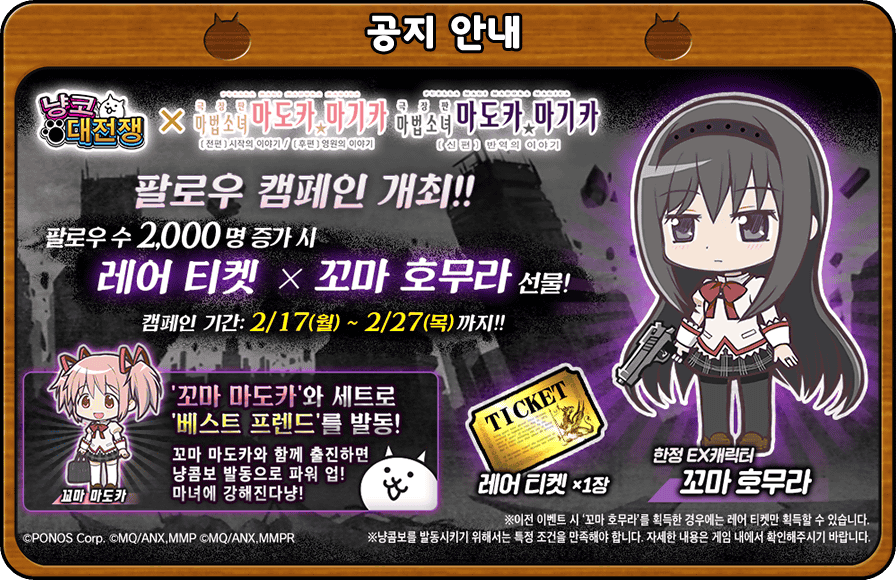 공지 안내
냥코 대전쟁
×
PUELLA MAGI MADOKA MAGICA
극장판
마법소녀 마도카★마기카
[전편] 시작의 이야기 / [후편] 영원의 이야기
PUELLA MAGI MADOKA MAGICA
극장판
마법소녀 마도카★마기카
[신편] 반역의 이야기
팔로우 캠페인 개최!!
팔로우 수 2,000명 증가 시
레어 티켓 × 꼬마 호무라 선물!
캠페인 기간: 2/17(월) ~ 2/27(목)까지!!
'꼬마 마도카'와 세트로
'베스트 프렌드'를 발동!
꼬마 마도카와 함께 출진하면
냥콤보 발동으로 파워 업!
마녀에 강해진다냥!
꼬마 마도카
TICKET
레어 티켓 ×1장
한정 EX캐릭터
꼬마 호무라
※이전 이벤트 시 '꼬마 호무라'를 획득한 경우에는 레어 티켓만 획득할 수 있습니다.
※냥콤보를 발동시키기 위해서는 특정 조건을 만족해야 합니다. 자세한 내용은 게임 내에서 확인해주시기 바랍니다.
©PONOS Corp. ©MQ/ANX,MMP ©MQ/ANX,MMPR